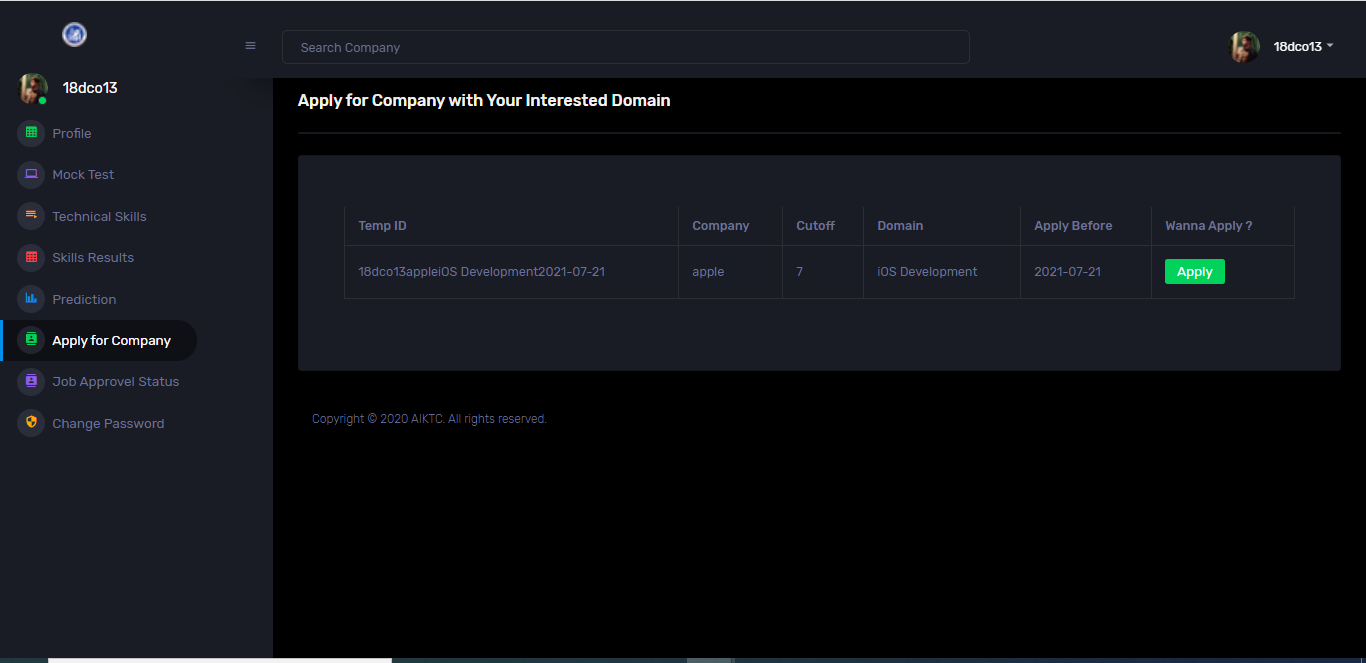 Search Company
18dco13
18dco13
Profile
Mock Test
Technical Skills
Skills Results
Prediction
Apply for Company
Job Approvel Status
Change Password
Apply for Company with Your Interested Domain
Temp ID Company Cutoff Domain Apply Before Wanna Apply ?
18dco13appleiOS Development2021-07-21 apple 7 iOS Development 2021-07-21 Apply
Copyright © 2020 AIKTC. All rights reserved.